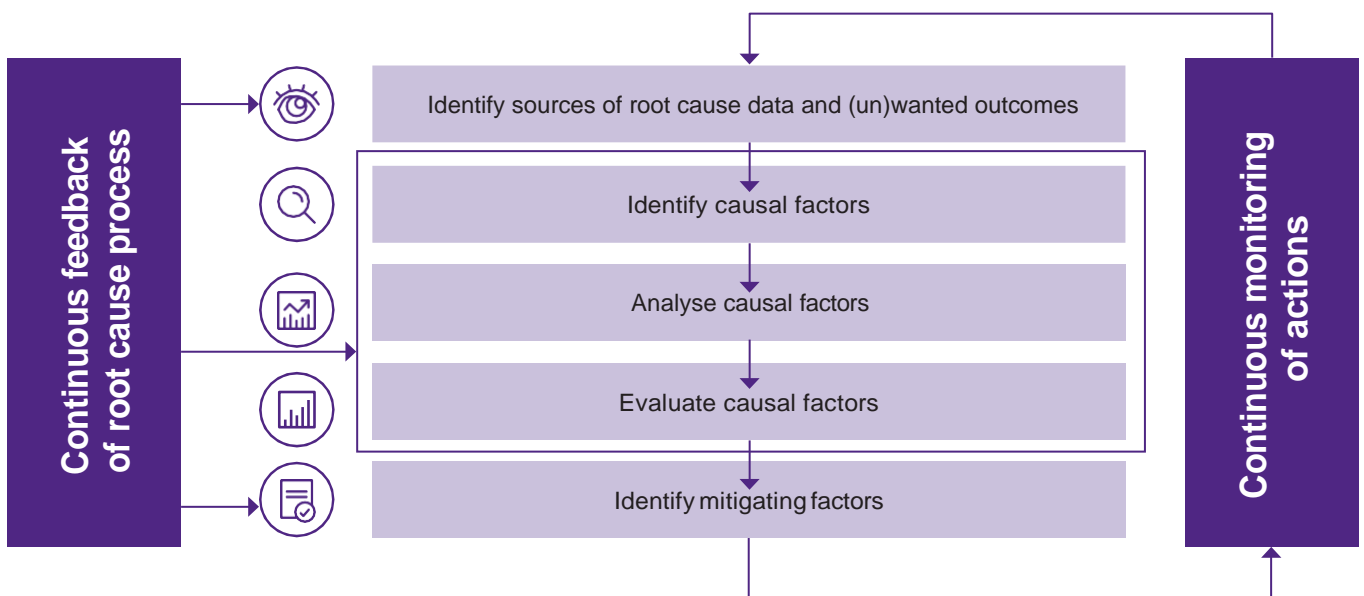 Continuous feedback
of root cause process
Identify sources of root cause data and (un)wanted outcomes
Identify causal factors
Analyse causal factors
Evaluate causal factors
Identify mitigating factors
Continuous monitoring
of actions